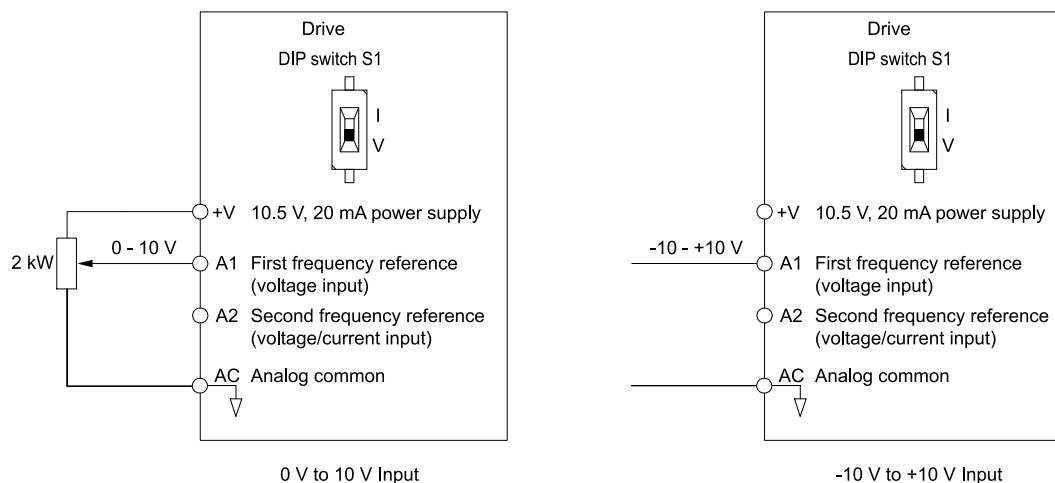 Drive
DIP switch S1
I
V
+V 10.5 V, 20 mA power supply
2 kW
0 - 10 V
A1 First frequency reference
(voltage input)
A2 Second frequency reference
(voltage/current input)
AC Analog common
0 V to 10 V Input
Drive
DIP switch S1
I
V
+V 10.5 V, 20 mA power supply
-10 - +10 V
A1 First frequency reference
(voltage input)
A2 Second frequency reference
(voltage/current input)
AC Analog common
-10 V to +10 V Input